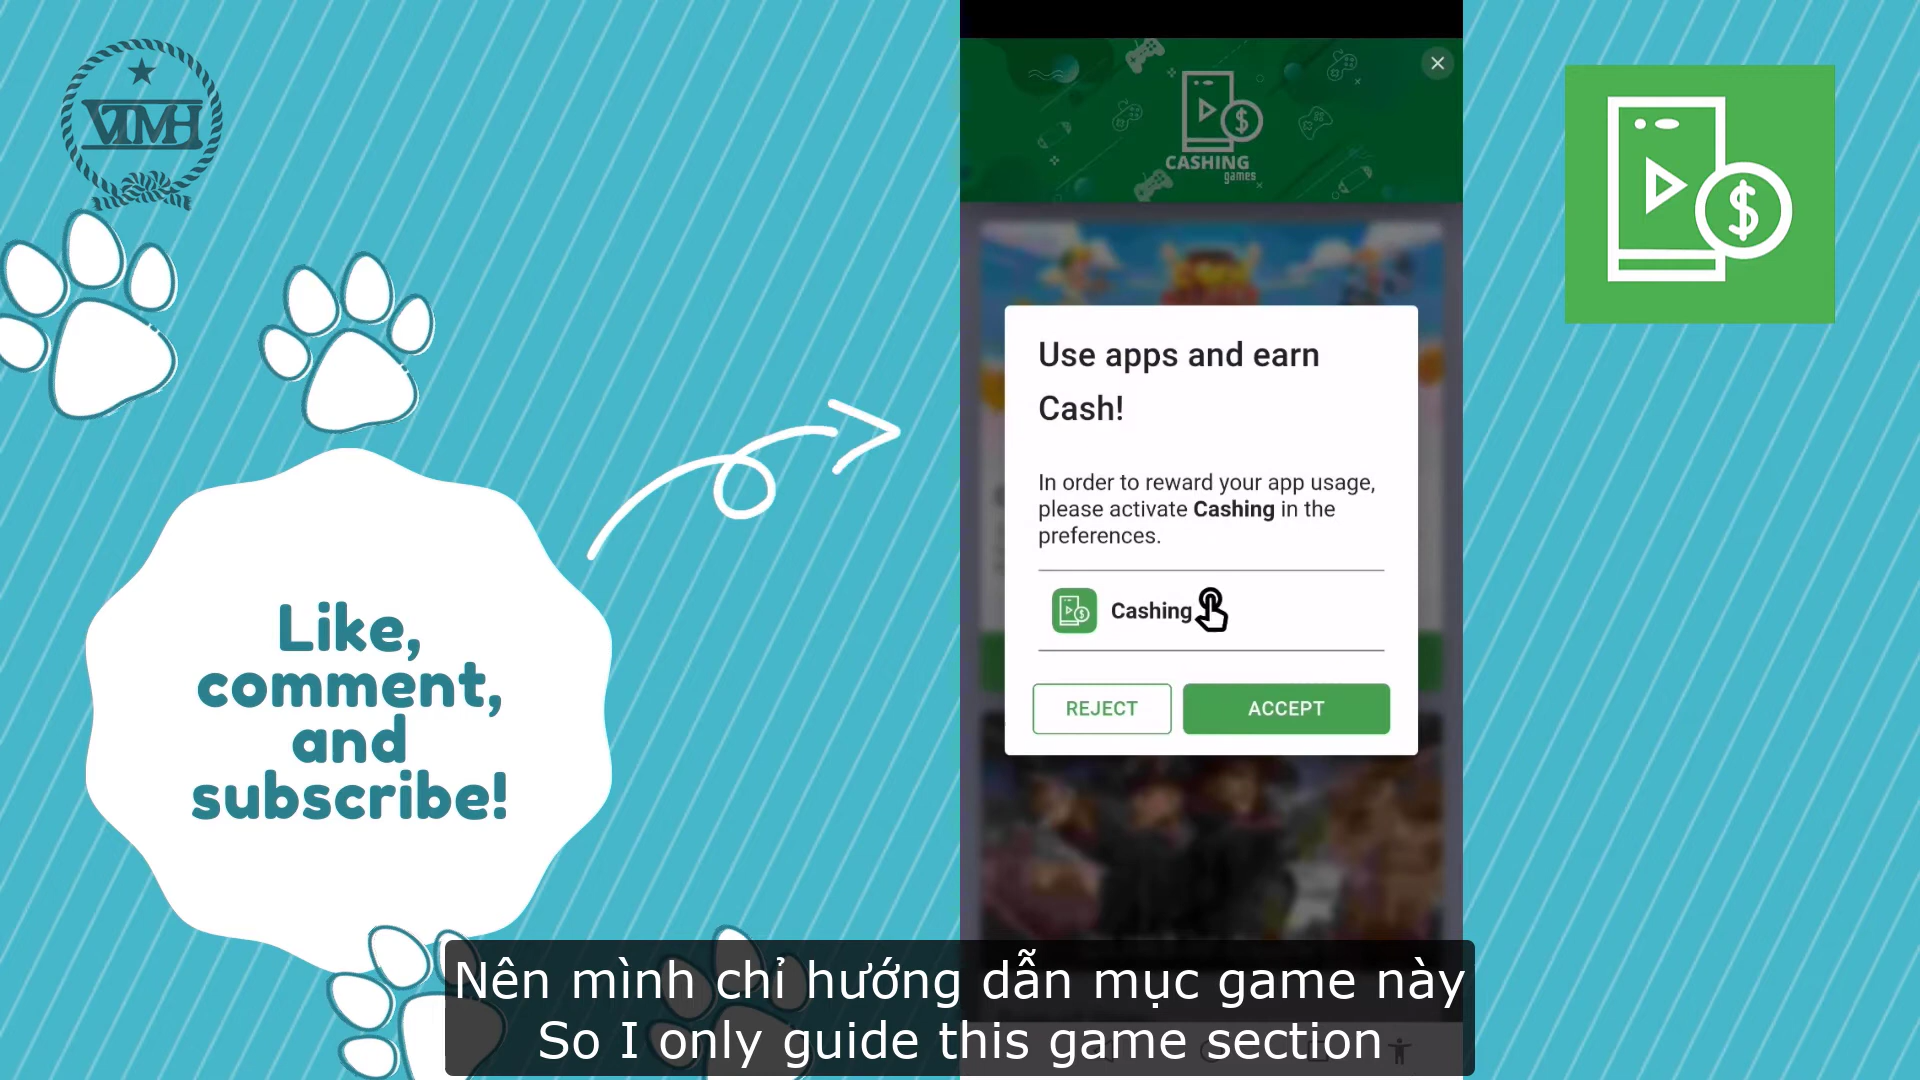 VTMH
Like,
comment,
and
subscribe!
CASHING
games
Use apps and earn
Cash!
In order to reward your app usage,
please activate Cashing in the
preferences.
Cashing
REJECT
ACCEPT
Nên mình chỉ hướng dẫn mục game này
So I only guide this game section